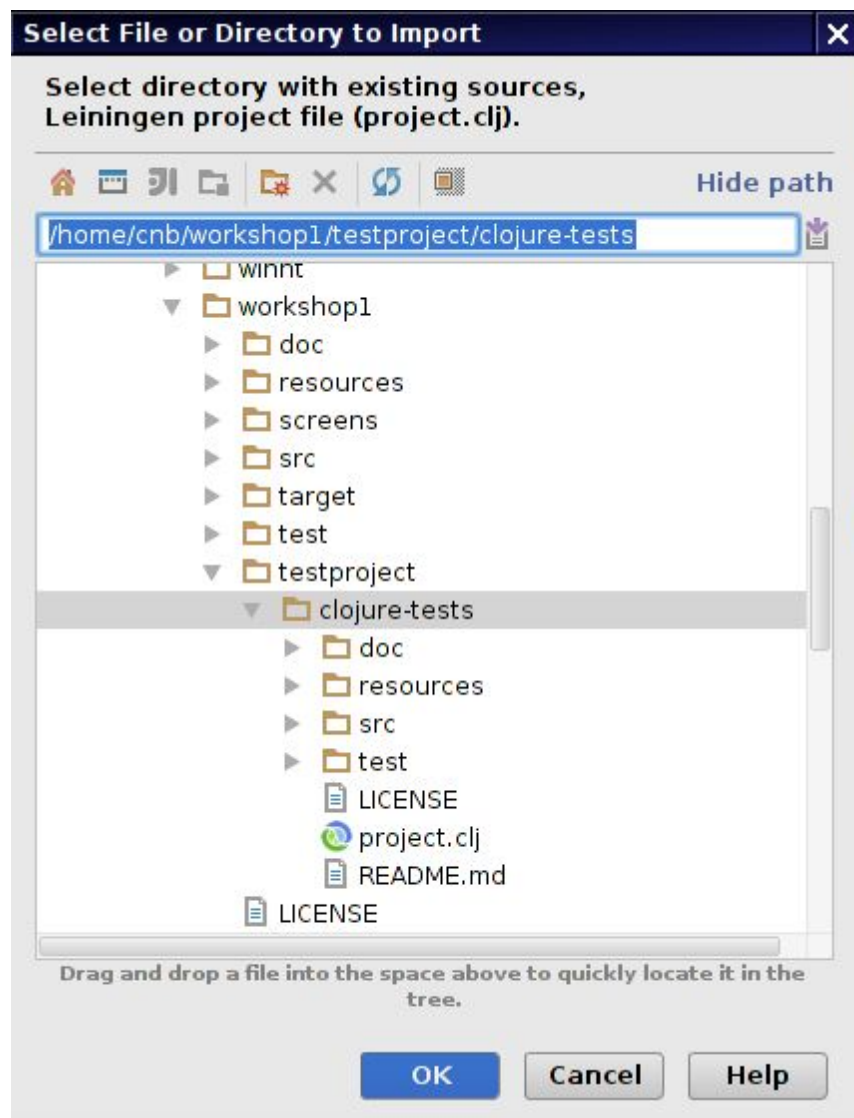 Select File or Directory to Import
Select directory with existing sources,
Leiningen project file (project.clj).
Hide path
/home/cnb/workshop1/testproject/clojure-tests
winnt
workshop1
doc
resources
screens
src
target
test
testproject
clojure-tests
doc
resources
src
test
LICENSE
project.clj
README.md
LICENSE
Drag and drop a file into the space above to quickly locate it in the
tree.
OK Cancel Help